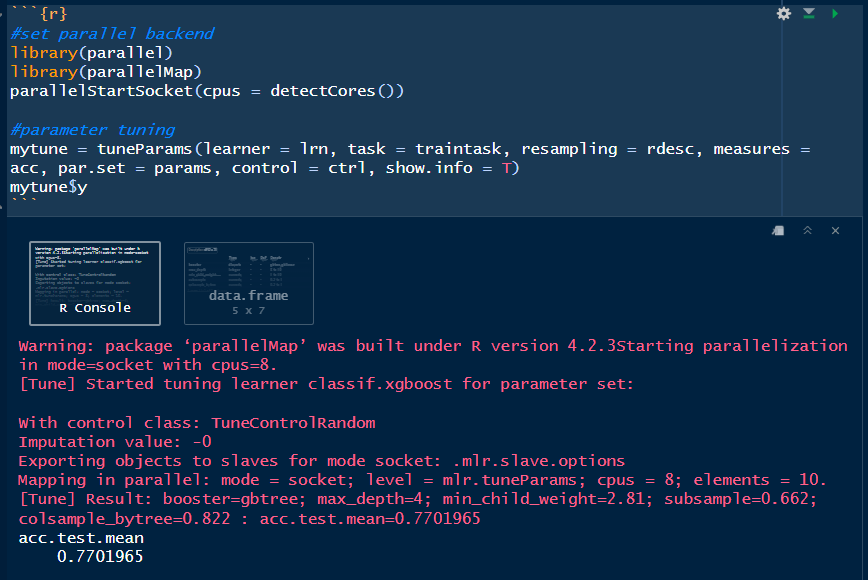 ```{r}
#set parallel backend
library(parallel)
library(parallelMap)
parallelStartSocket(cpus = detectCores())
#parameter tuning
mytune = tuneParams(learner = lrn, task = traintask, resampling = rdesc, measures =
acc, par.set = params, control = ctrl, show.info = T)
mytune$y
```
R Console
data.frame
5 x 7
Warning: package ‘parallelMap’ was built under R version 4.2.3Starting parallelization
in mode=socket with cpus=8.
[Tune] Started tuning learner classif.xgboost for parameter set:
With control class: TuneControlRandom
Imputation value: -0
Exporting objects to slaves for mode socket: .mlr.slave.options
Mapping in parallel: mode = socket; level = mlr.tuneParams; cpus = 8; elements = 10.
[Tune] Result: booster=gbtree; max_depth=4; min_child_weight=2.81; subsample=0.662;
colsample_bytree=0.822 : acc.test.mean=0.7701965
acc.test.mean
0.7701965